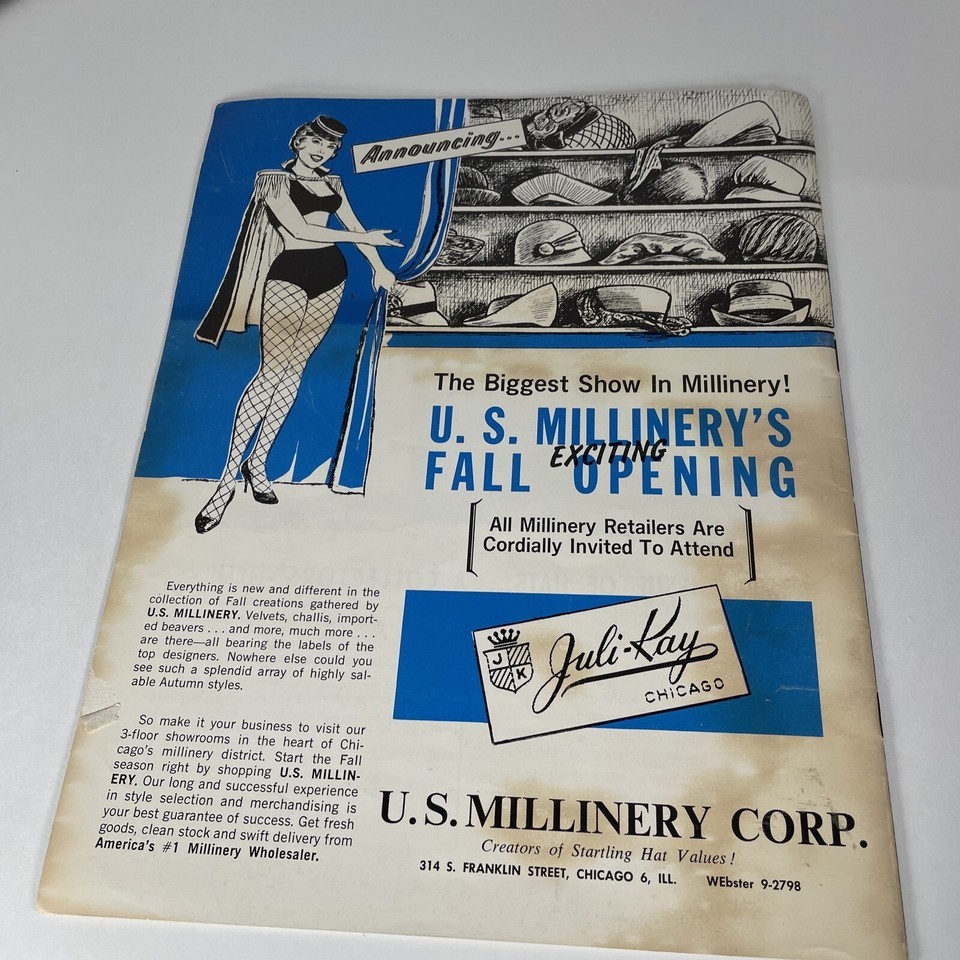 Announcing...
The Biggest Show In Millinery!
U. S. MILLINERY'S
EXCITING
FALL OPENING
All Millinery Retailers Are
Cordially Invited To Attend
Everything is new and different in the
collection of Fall creations gathered by
U.S. MILLINERY. Velvets, challis, import-
ed beavers . . . and more, much more . . .
are there—all bearing the labels of the
top designers. Nowhere else could you
see such a splendid array of highly sal-
able Autumn styles.
So make it your business to visit our
3-floor showrooms in the heart of Chi-
cago's millinery district. Start the Fall
season right by shopping U.S. MILLIN-
ERY. Our long and successful experience
in style selection and merchandising is
your best guarantee of success. Get fresh
goods, clean stock and swift delivery from
America's #1 Millinery Wholesaler.
J
K
Juli-Kay
CHICAGO
U.S. MILLINERY CORP.
Creators of Startling Hat Values!
314 S. FRANKLIN STREET, CHICAGO 6, ILL. WEbster 9-2798